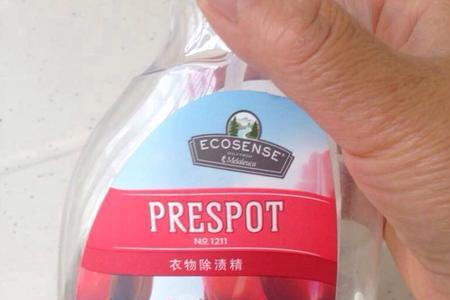 ECOSENSE®
Melaleuca
PRESPOT
No 1211
衣物除渍精